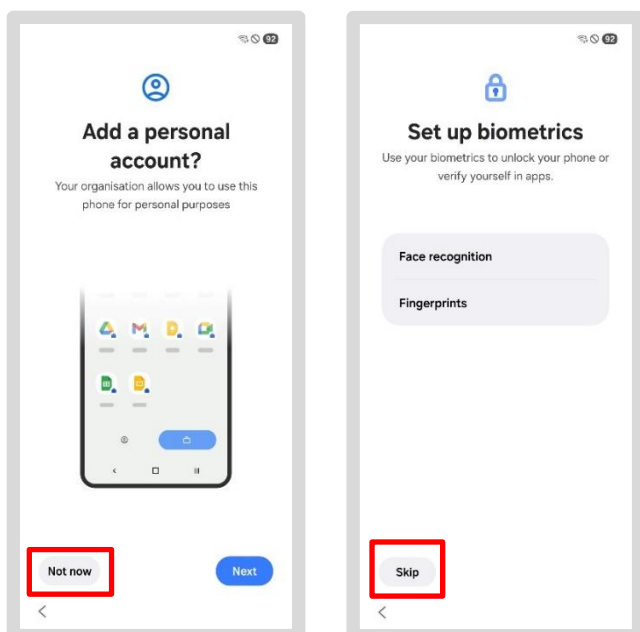 92
Add a personal
account?
Your organisation allows you to use this
phone for personal purposes
Not now
Next
92
Set up biometrics
Use your biometrics to unlock your phone or
verify yourself in apps.
Face recognition
Fingerprints
Skip